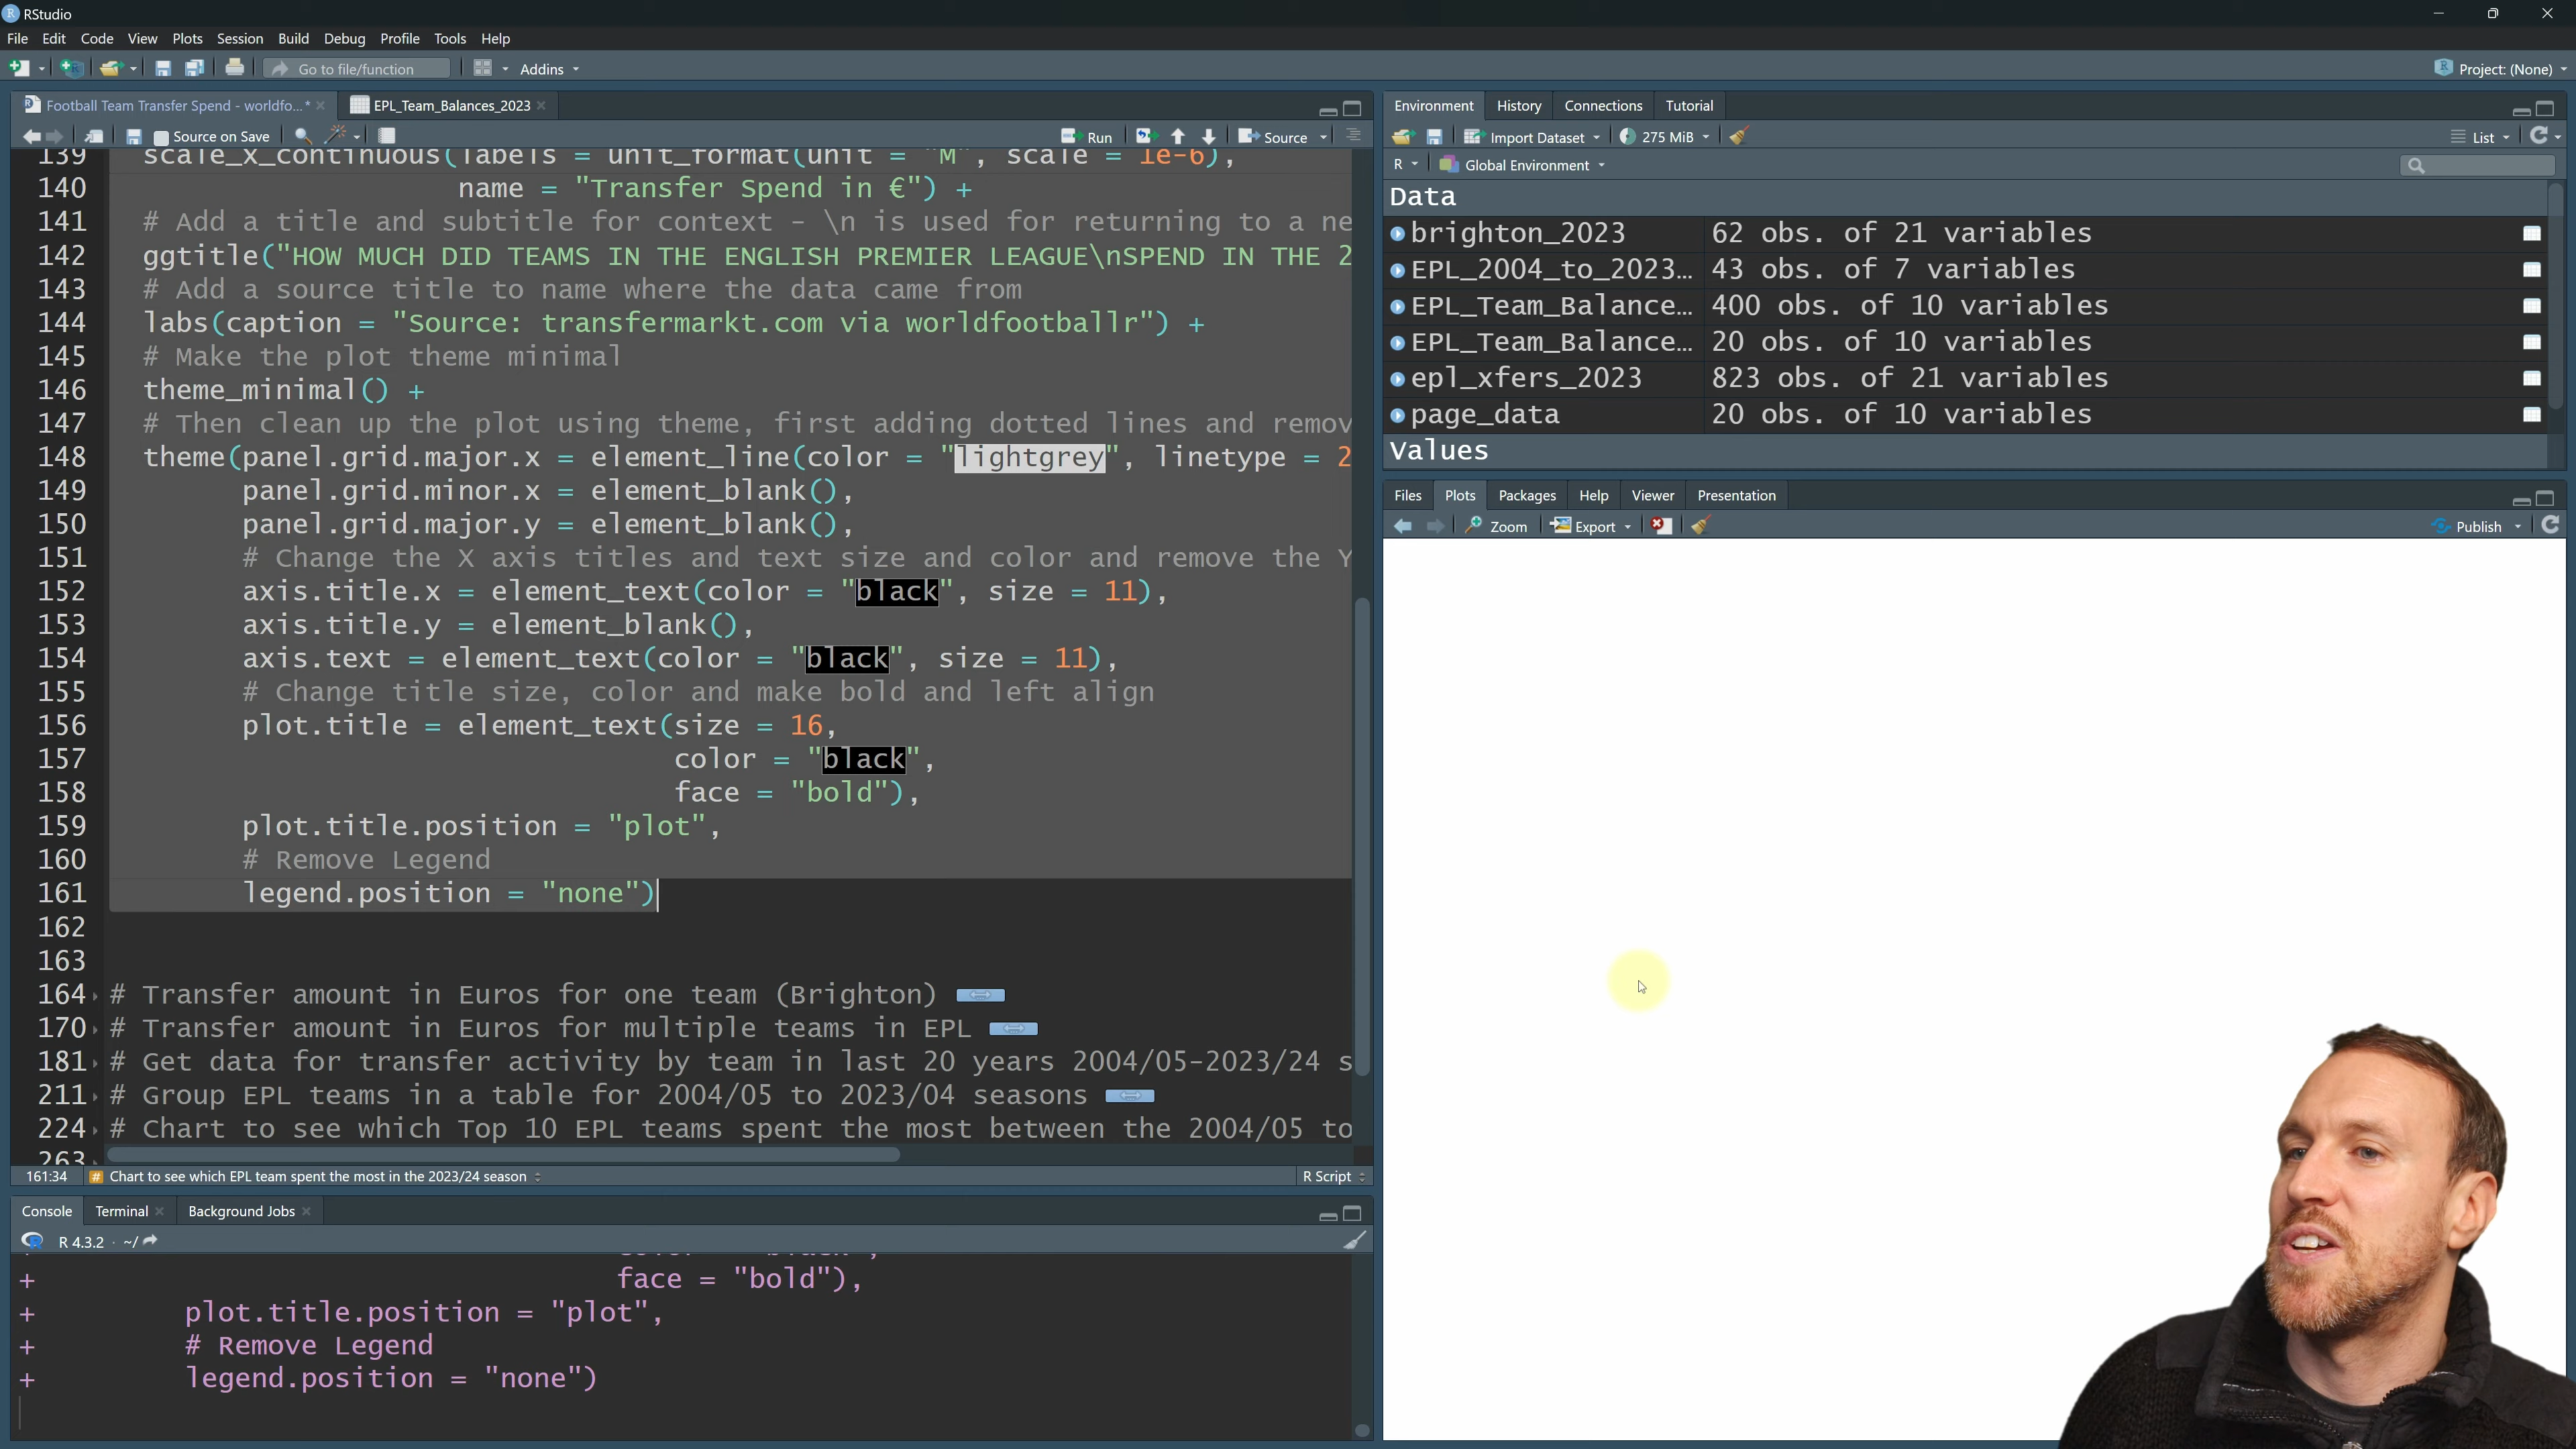 RStudio
File Edit Code View Plots Session Build Debug Profile Tools Help
Go to file/function Addins Project: (None)
Football Team Transfer Spend - worldfo...* EPL_Team_Balances_2023
Source on Save Run Source
139 scale_x_continuous(labels = unit_format(unit = "M", scale = 1e-6),
140 name = "Transfer Spend in €") +
141 # Add a title and subtitle for context - \n is used for returning to a ne
142 ggtitle("HOW MUCH DID TEAMS IN THE ENGLISH PREMIER LEAGUE\nSPEND IN THE 2
143 # Add a source title to name where the data came from
144 labs(caption = "Source: transfermarkt.com via worldfootballr") +
145 # Make the plot theme minimal
146 theme_minimal() +
147 # Then clean up the plot using theme, first adding dotted lines and remov
148 theme(panel.grid.major.x = element_line(color = "lightgrey", linetype = 2
149 panel.grid.minor.x = element_blank(),
150 panel.grid.major.y = element_blank(),
151 # Change the X axis titles and text size and color and remove the Y
152 axis.title.x = element_text(color = "black", size = 11),
153 axis.title.y = element_blank(),
154 axis.text = element_text(color = "black", size = 11),
155 # Change title size, color and make bold and left align
156 plot.title = element_text(size = 16,
157 color = "black",
158 face = "bold"),
159 plot.title.position = "plot",
160 # Remove Legend
161 legend.position = "none")
162
163
164 # Transfer amount in Euros for one team (Brighton)
170 # Transfer amount in Euros for multiple teams in EPL
181 # Get data for transfer activity by team in last 20 years 2004/05-2023/24 s
211 # Group EPL teams in a table for 2004/05 to 2023/04 seasons
224 # Chart to see which Top 10 EPL teams spent the most between the 2004/05 to
263
161:34 # Chart to see which EPL team spent the most in the 2023/24 season R Script
Console Terminal Background Jobs
R 4.3.2 · ~/
+ face = "bold"),
+ plot.title.position = "plot",
+ # Remove Legend
+ legend.position = "none")
Environment History Connections Tutorial
Import Dataset 275 MiB List
R Global Environment
Data
brighton_2023 62 obs. of 21 variables
EPL_2004_to_2023... 43 obs. of 7 variables
EPL_Team_Balance... 400 obs. of 10 variables
EPL_Team_Balance... 20 obs. of 10 variables
epl_xfers_2023 823 obs. of 21 variables
page_data 20 obs. of 10 variables
Values
Files Plots Packages Help Viewer Presentation
Zoom Export Publish